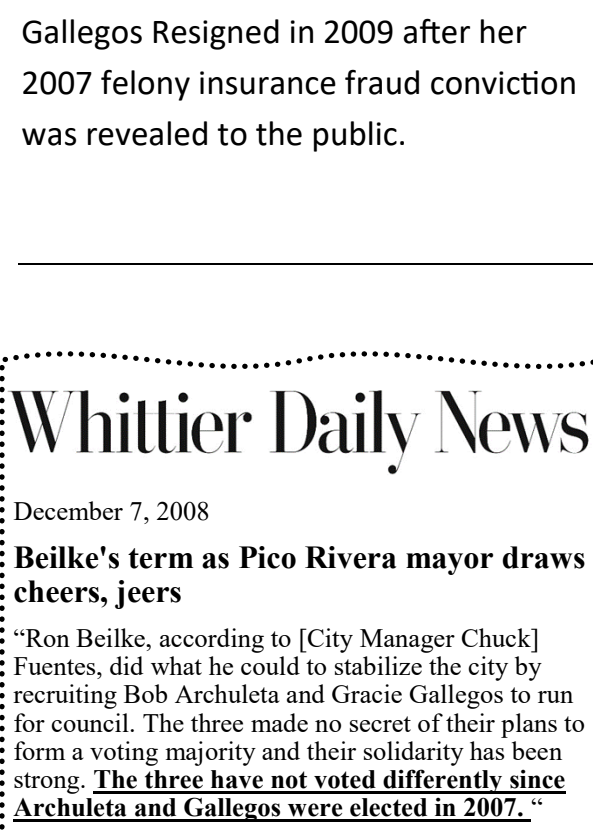 Gallegos Resigned in 2009 after her
2007 felony insurance fraud conviction
was revealed to the public.
Whittier Daily News
December 7, 2008
Beilke's term as Pico Rivera mayor draws
cheers, jeers
“Ron Beilke, according to [City Manager Chuck]
Fuentes, did what he could to stabilize the city by
recruiting Bob Archuleta and Gracie Gallegos to run
for council. The three made no secret of their plans to
form a voting majority and their solidarity has been
strong. The three have not voted differently since
Archuleta and Gallegos were elected in 2007. “